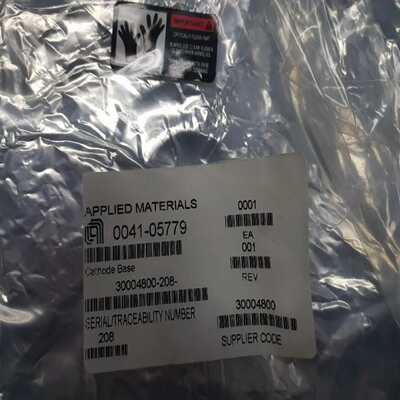 IMPORTANT
APPLIED MATERIALS
0041-05779
Cathode Base
30004800-208-
SERIAL/TRACEABILITY NUMBER
208
0001
EA
001
REV
30004800
SUPPLIER CODE